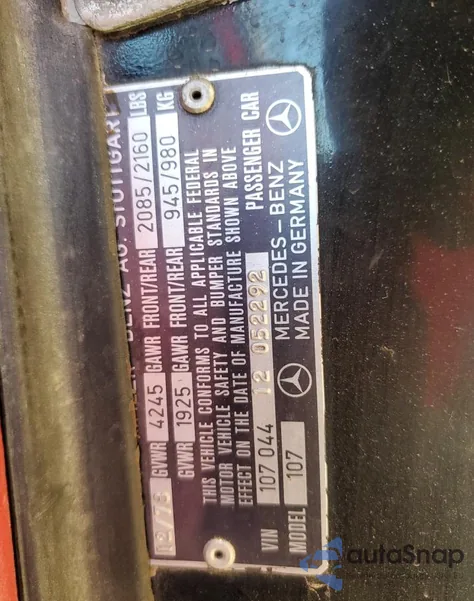 BENZ AG. STUTTGART
12/78 GVWR 4245 GAWR FRONT/REAR 2085/2160 LBS
GVWR 1925 GAWR FRONT/REAR 945/980 KG
THIS VEHICLE CONFORMS TO ALL APPLICABLE FEDERAL
MOTOR VEHICLE SAFETY AND BUMPER STANDARDS IN
EFFECT ON THE DATE OF MANUFACTURE SHOWN ABOVE
VIN 107 044 12 052292 PASSENGER CAR
MODEL 107 MERCEDES-BENZ
MADE IN GERMANY
autoSnap